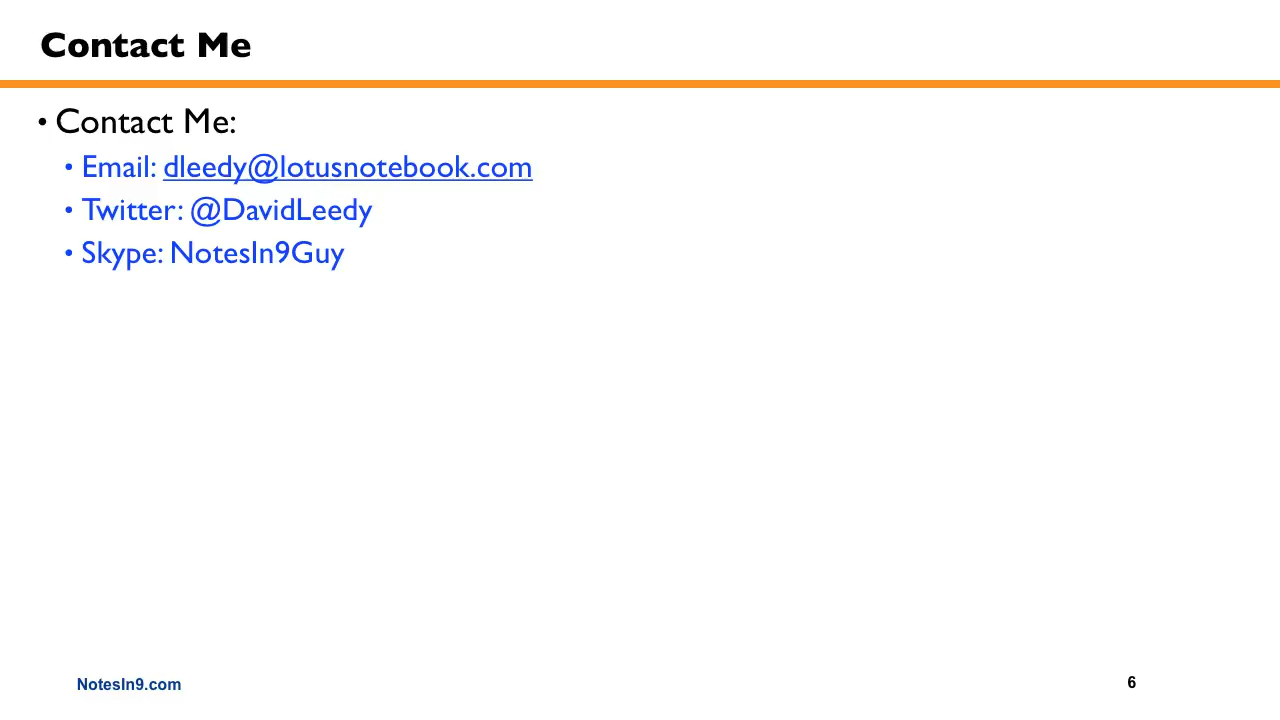 Contact Me
• Contact Me:
• Email: dleedy@lotusnotebook.com
• Twitter: @DavidLeedy
• Skype: NotesIn9Guy
NotesIn9.com
6